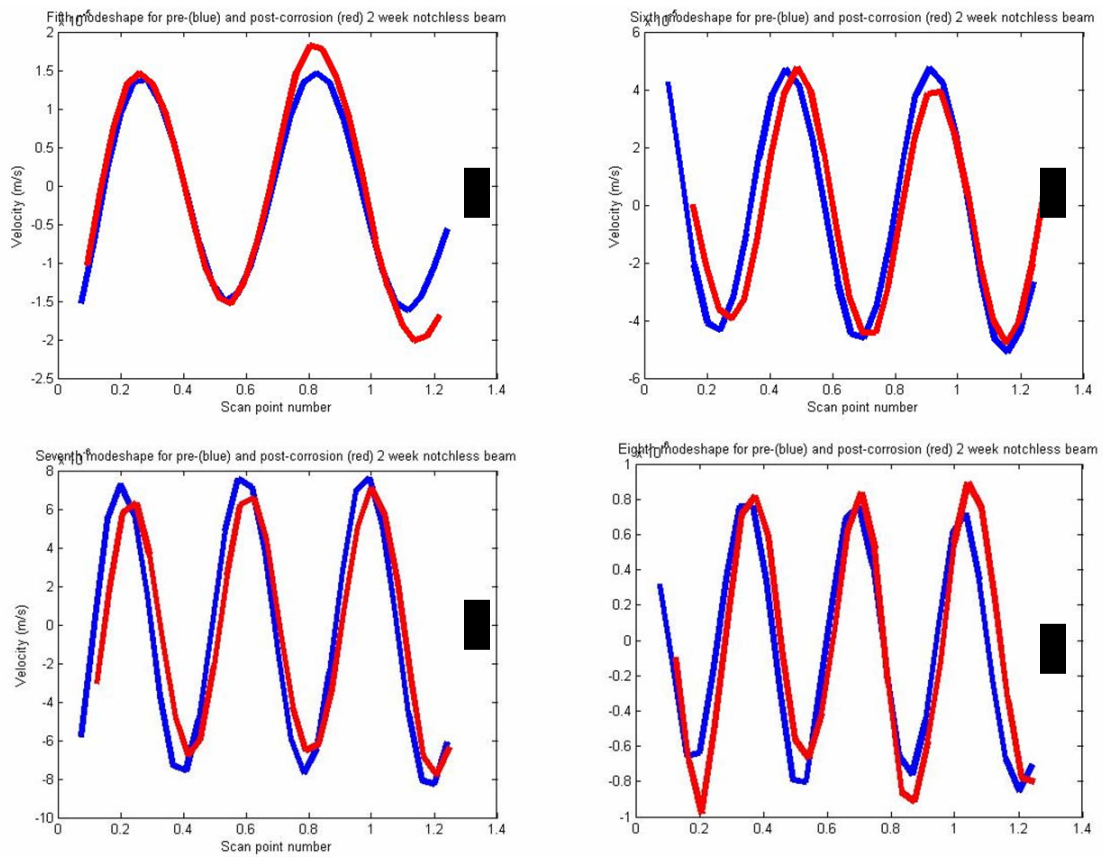 Fifth modeshape for pre-(blue) and post-corrosion (red) 2 week notchless beam
x 10-5
2
1.5
1
0.5
0
-0.5
-1
-1.5
-2
-2.5
Velocity (m/s)
0 0.2 0.4 0.6 0.8 1 1.2 1.4
Scan point number
Sixth modeshape for pre-(blue) and post-corrosion (red) 2 week notchless beam
x 10-5
6
4
2
0
-2
-4
-6
Velocity (m/s)
0 0.2 0.4 0.6 0.8 1 1.2 1.4
Scan point number
Seventh modeshape for pre-(blue) and post-corrosion (red) 2 week notchless beam
x 10-6
8
6
4
2
0
-2
-4
-6
-8
-10
Velocity (m/s)
0 0.2 0.4 0.6 0.8 1 1.2 1.4
Scan point number
Eighth modeshape for pre-(blue) and post-corrosion (red) 2 week notchless beam
1
0.8
0.6
0.4
0.2
0
-0.2
-0.4
-0.6
-0.8
-1
0 0.2 0.4 0.6 0.8 1 1.2 1.4